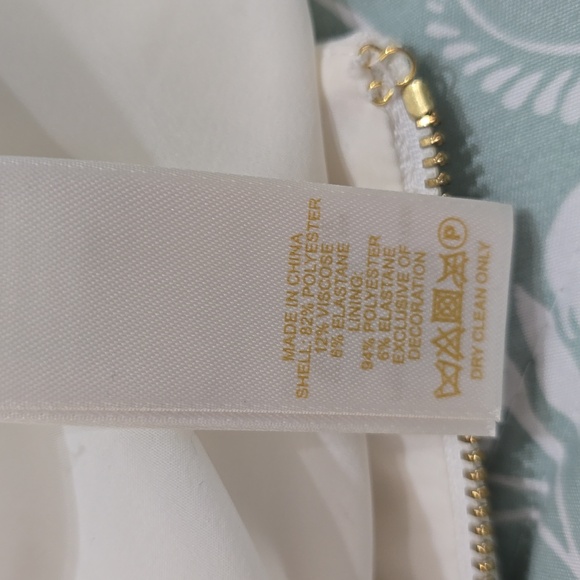 MADE IN CHINA
SHELL: 82% POLYESTER
12% VISCOSE
6% ELASTANE
LINING:
94% POLYESTER
6% ELASTANE
EXCLUSIVE OF
DECORATION
P
DRY CLEAN ONLY